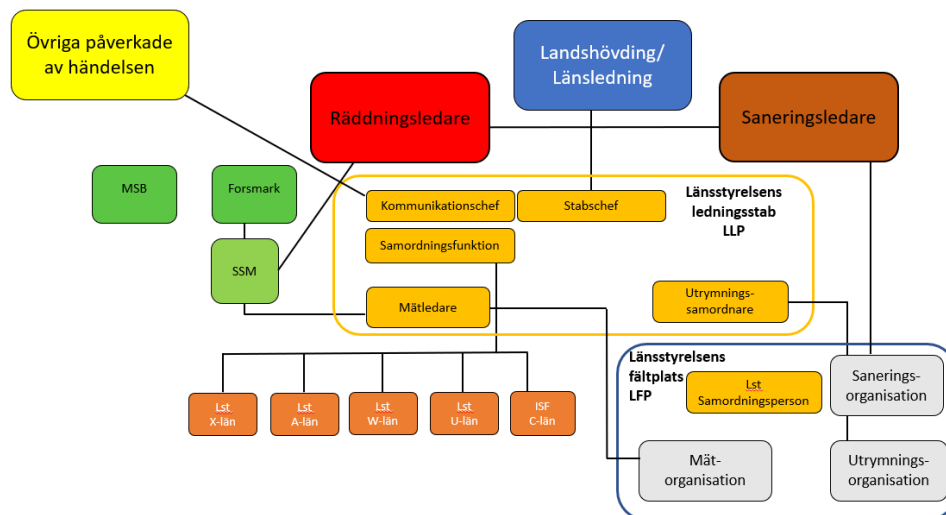 Övriga påverkade
av händelsen
Landshövding/
Länsledning
Räddningsledare
Saneringsledare
MSB
Forsmark
Kommunikationschef
Stabschef
Länsstyrelsens
ledningsstab
LLP
Samordningsfunktion
SSM
Mätledare
Utrymnings-
samordnare
Länsstyrelsens
fältplats
LFP
Lst
Samordningsperson
Sanerings-
organisation
Lst
X-län
Lst
A-län
Lst
W-län
Lst
U-län
ISF
C-län
Mät-
organisation
Utrymnings-
organisation